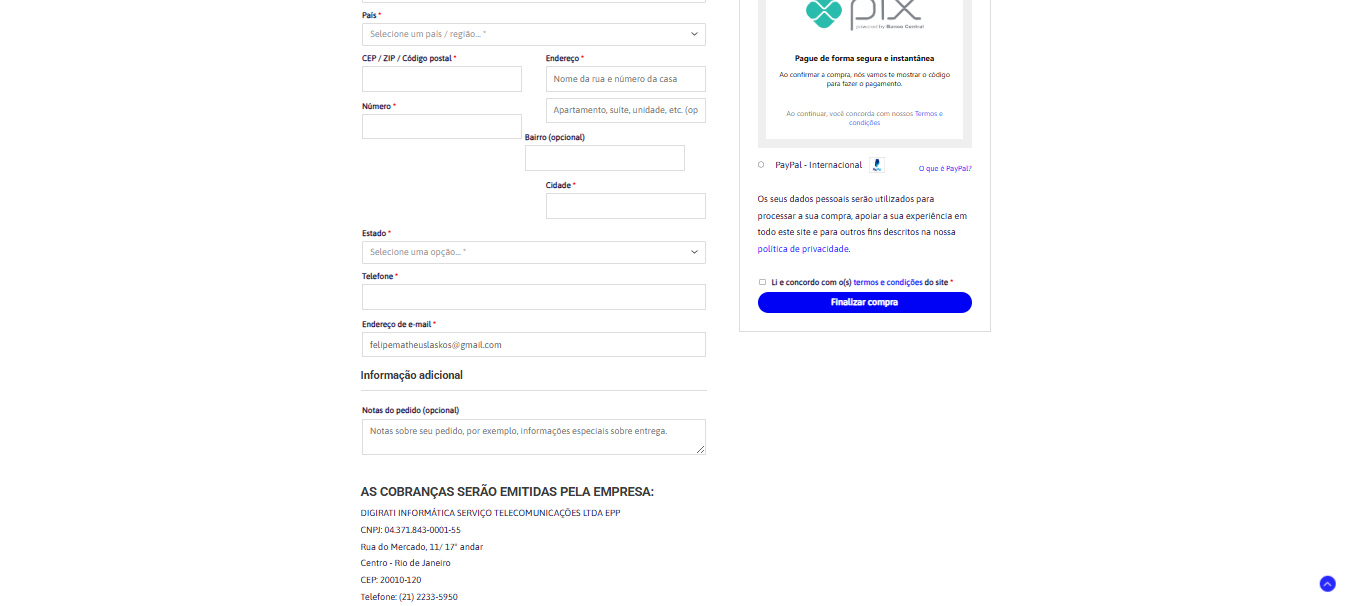 País *
Selecione um país / região... *
CEP / ZIP / Código postal *
Endereço *
Nome da rua e número da casa
Apartamento, suíte, unidade, etc. (op
Número *
Bairro (opcional)
Cidade *
Estado *
Selecione uma opção... *
Telefone *
Endereço de e-mail *
felipematheuslaskos@gmail.com
Informação adicional
Notas do pedido (opcional)
Notas sobre seu pedido, por exemplo, informações especiais sobre entrega.
AS COBRANÇAS SERÃO EMITIDAS PELA EMPRESA:
DIGIRATI INFORMÁTICA SERVIÇO TELECOMUNICAÇÕES LTDA EPP
CNPJ: 04.371.843-0001-55
Rua do Mercado, 11/ 17° andar
Centro - Rio de Janeiro
CEP: 20010-120
Telefone: (21) 2233-5950
pix
powered by Banco Central
Pague de forma segura e instantânea
Ao confirmar a compra, nós vamos te mostrar o código
para fazer o pagamento.
Ao continuar, você concorda com nossos Termos e
condições
PayPal - Internacional
O que é PayPal?
Os seus dados pessoais serão utilizados para
processar a sua compra, apoiar a sua experiência em
todo este site e para outros fins descritos na nossa
política de privacidade.
Li e concordo com o(s) termos e condições do site *
Finalizar compra